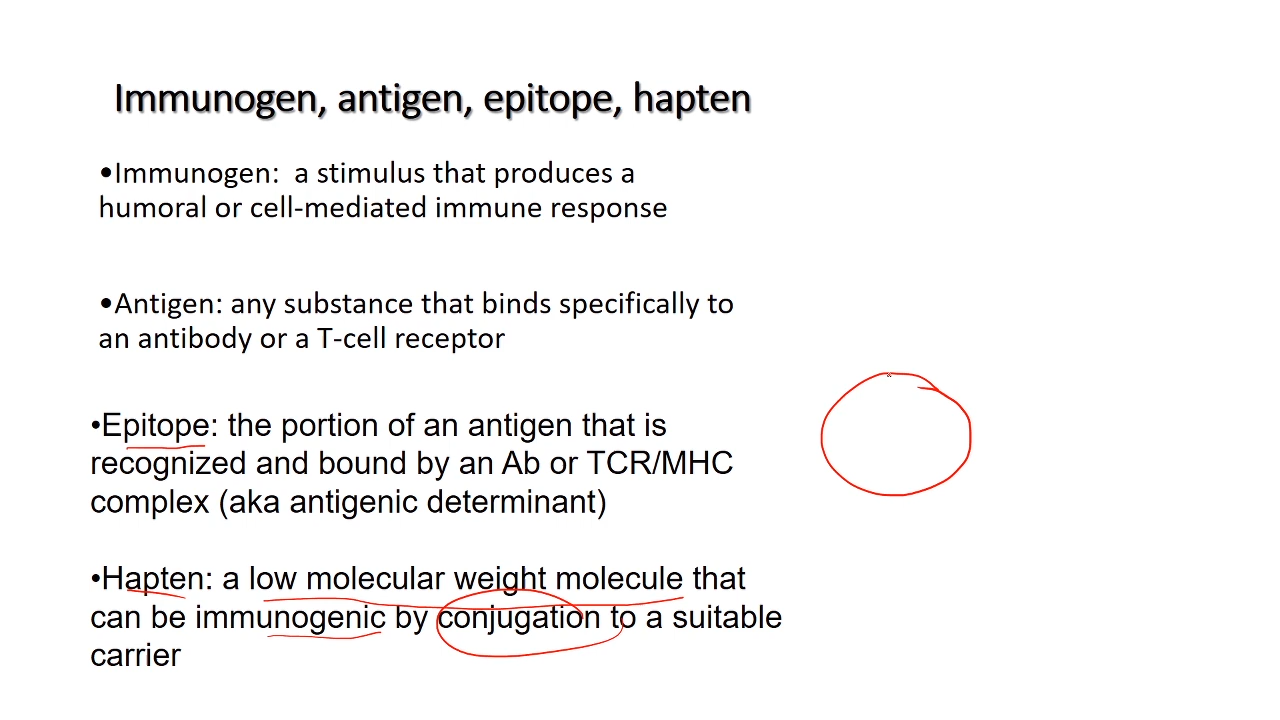 Immunogen, antigen, epitope, hapten
•Immunogen:  a stimulus that produces a
humoral or cell-mediated immune response
•Antigen: any substance that binds specifically to
an antibody or a T-cell receptor
•Epitope: the portion of an antigen that is
recognized and bound by an Ab or TCR/MHC
complex (aka antigenic determinant)
•Hapten: a low molecular weight molecule that
can be immunogenic by conjugation to a suitable
carrier